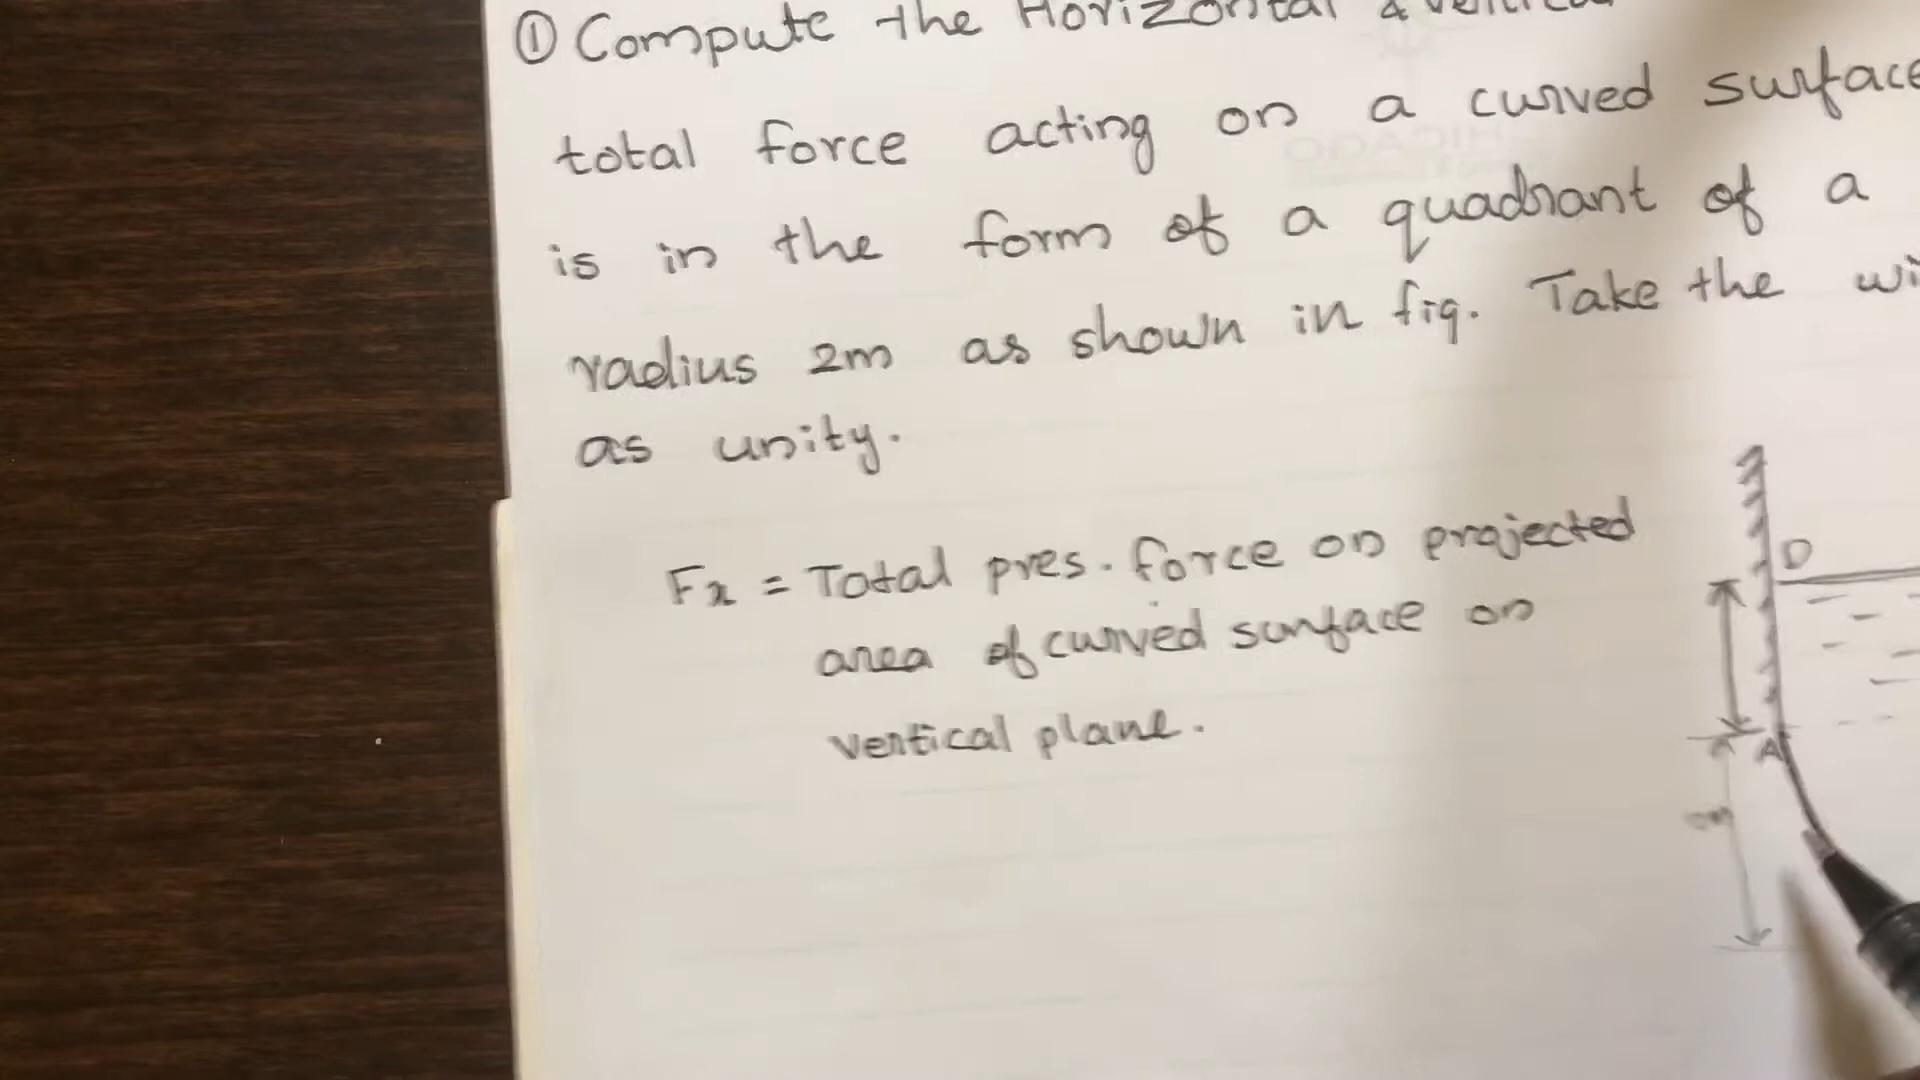 ① Compute the Horizontal &
total force acting on a curved surface
is in the form of a quadrant of a
radius 2m as shown in fig. Take the wi
as unity.
Fx = Total pres. force on projected
area of curved surface on
vertical plane.
D
A